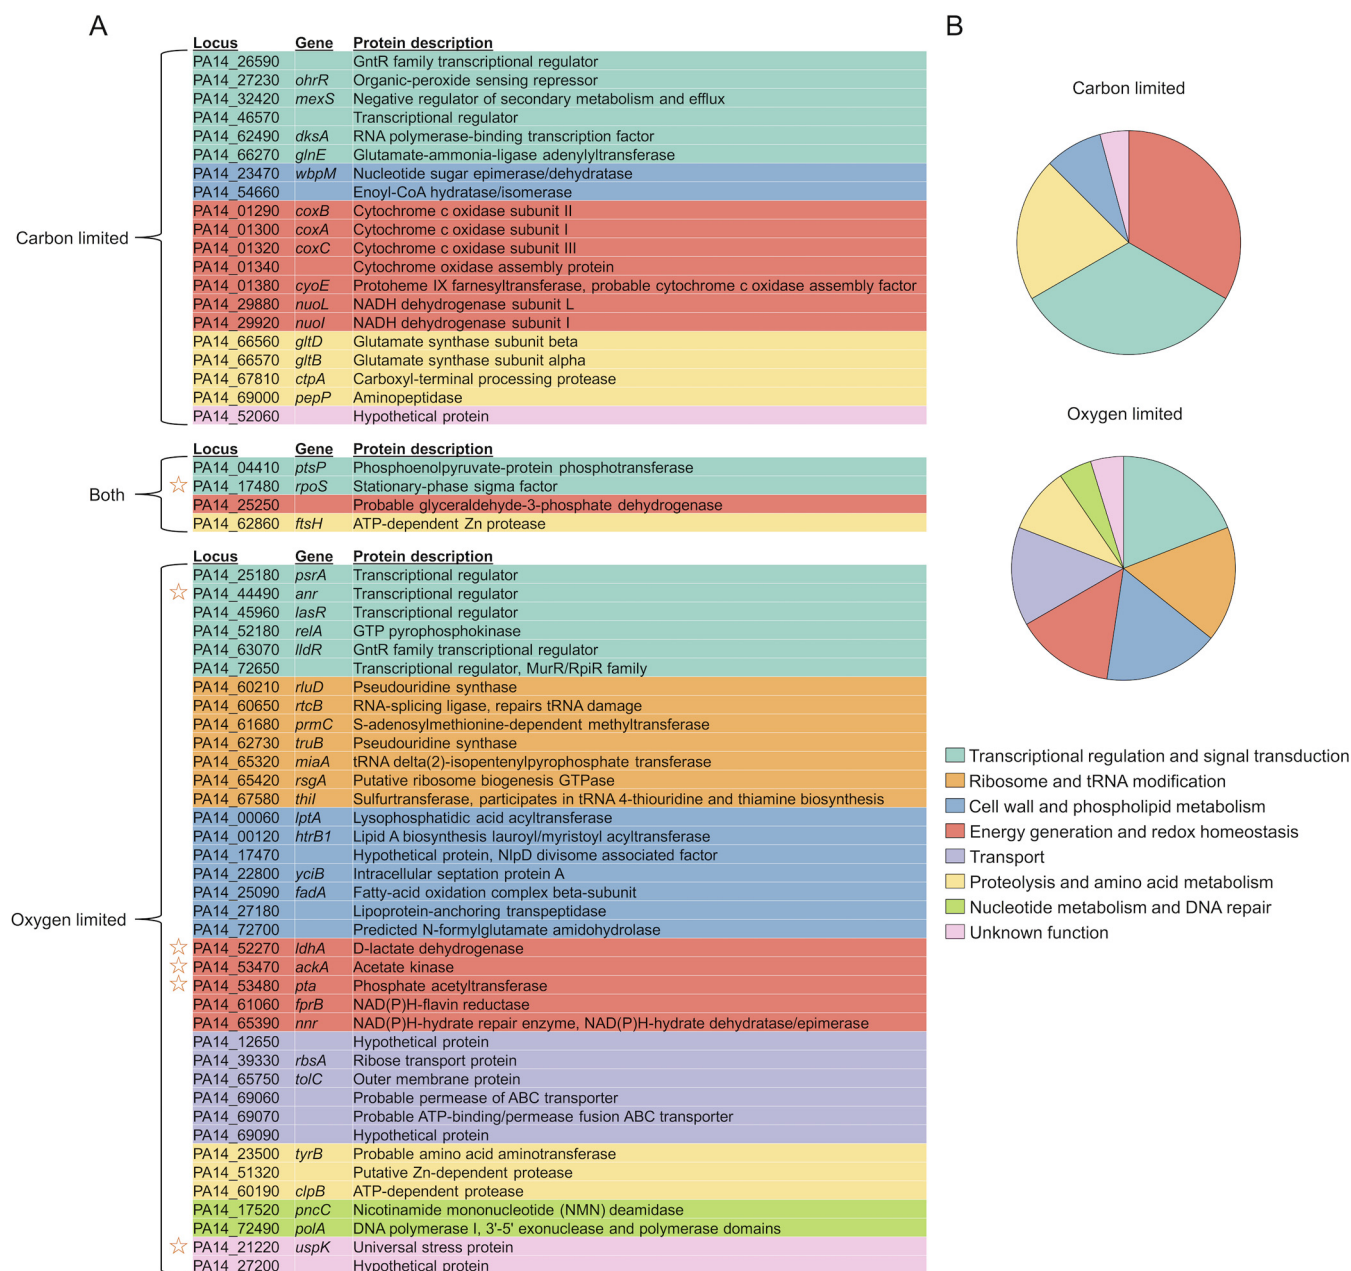 A
Locus Gene Protein description
PA14_26590 GntR family transcriptional regulator
PA14_27230 ohrR Organic-peroxide sensing repressor
PA14_32420 mexS Negative regulator of secondary metabolism and efflux
PA14_46570 Transcriptional regulator
PA14_62490 dksA RNA polymerase-binding transcription factor
PA14_66270 glnE Glutamate-ammonia-ligase adenylyltransferase
PA14_23470 wbpM Nucleotide sugar epimerase/dehydratase
PA14_54660 Enoyl-CoA hydratase/isomerase
PA14_01290 coxB Cytochrome c oxidase subunit II
Carbon limited
PA14_01300 coxA Cytochrome c oxidase subunit I
PA14_01320 coxC Cytochrome c oxidase subunit III
PA14_01340 Cytochrome oxidase assembly protein
PA14_01380 cyoE Protoheme IX farnesyltransferase, probable cytochrome c oxidase assembly factor
PA14_29880 nuoL NADH dehydrogenase subunit L
PA14_29920 nuoI NADH dehydrogenase subunit I
PA14_66560 gltD Glutamate synthase subunit beta
PA14_66570 gltB Glutamate synthase subunit alpha
PA14_67810 ctpA Carboxyl-terminal processing protease
PA14_69000 pepP Aminopeptidase
PA14_52060 Hypothetical protein
Locus Gene Protein description
Both
PA14_04410 ptsP Phosphoenolpyruvate-protein phosphotransferase
PA14_17480 rpoS Stationary-phase sigma factor
PA14_25250 Probable glyceraldehyde-3-phosphate dehydrogenase
PA14_62860 ftsH ATP-dependent Zn protease
Locus Gene Protein description
PA14_25180 psrA Transcriptional regulator
PA14_44490 anr Transcriptional regulator
PA14_45960 lasR Transcriptional regulator
PA14_52180 relA GTP pyrophosphokinase
PA14_63070 lldR GntR family transcriptional regulator
PA14_72650 Transcriptional regulator, MurR/RpiR family
PA14_60210 rluD Pseudouridine synthase
PA14_60650 rtcB RNA-splicing ligase, repairs tRNA damage
PA14_61680 prmC S-adenosylmethionine-dependent methyltransferase
PA14_62730 truB Pseudouridine synthase
PA14_65320 miaA tRNA delta(2)-isopentenylpyrophosphate transferase
PA14_65420 rsgA Putative ribosome biogenesis GTPase
PA14_67580 thiI Sulfurtransferase, participates in tRNA 4-thiouridine and thiamine biosynthesis
PA14_00060 lptA Lysophosphatidic acid acyltransferase
PA14_00120 htrB1 Lipid A biosynthesis lauroyl/myristoyl acyltransferase
PA14_17470 Hypothetical protein, NlpD divisome associated factor
PA14_22800 yciB Intracellular septation protein A
PA14_25090 fadA Fatty-acid oxidation complex beta-subunit
PA14_27180 Lipoprotein-anchoring transpeptidase
Oxygen limited
PA14_72700 Predicted N-formylglutamate amidohydrolase
PA14_52270 ldhA D-lactate dehydrogenase
PA14_53470 ackA Acetate kinase
PA14_53480 pta Phosphate acetyltransferase
PA14_61060 fprB NAD(P)H-flavin reductase
PA14_65390 nnr NAD(P)H-hydrate repair enzyme, NAD(P)H-hydrate dehydratase/epimerase
PA14_12650 Hypothetical protein
PA14_39330 rbsA Ribose transport protein
PA14_65750 tolC Outer membrane protein
PA14_69060 Probable permease of ABC transporter
PA14_69070 Probable ATP-binding/permease fusion ABC transporter
PA14_69090 Hypothetical protein
PA14_23500 tyrB Probable amino acid aminotransferase
PA14_51320 Putative Zn-dependent protease
PA14_60190 clpB ATP-dependent protease
PA14_17520 pncC Nicotinamide mononucleotide (NMN) deamidase
PA14_72490 polA DNA polymerase I, 3'-5' exonuclease and polymerase domains
PA14_21220 uspK Universal stress protein
PA14_27200 Hypothetical protein
B
Carbon limited
Oxygen limited
Transcriptional regulation and signal transduction
Ribosome and tRNA modification
Cell wall and phospholipid metabolism
Energy generation and redox homeostasis
Transport
Proteolysis and amino acid metabolism
Nucleotide metabolism and DNA repair
Unknown function